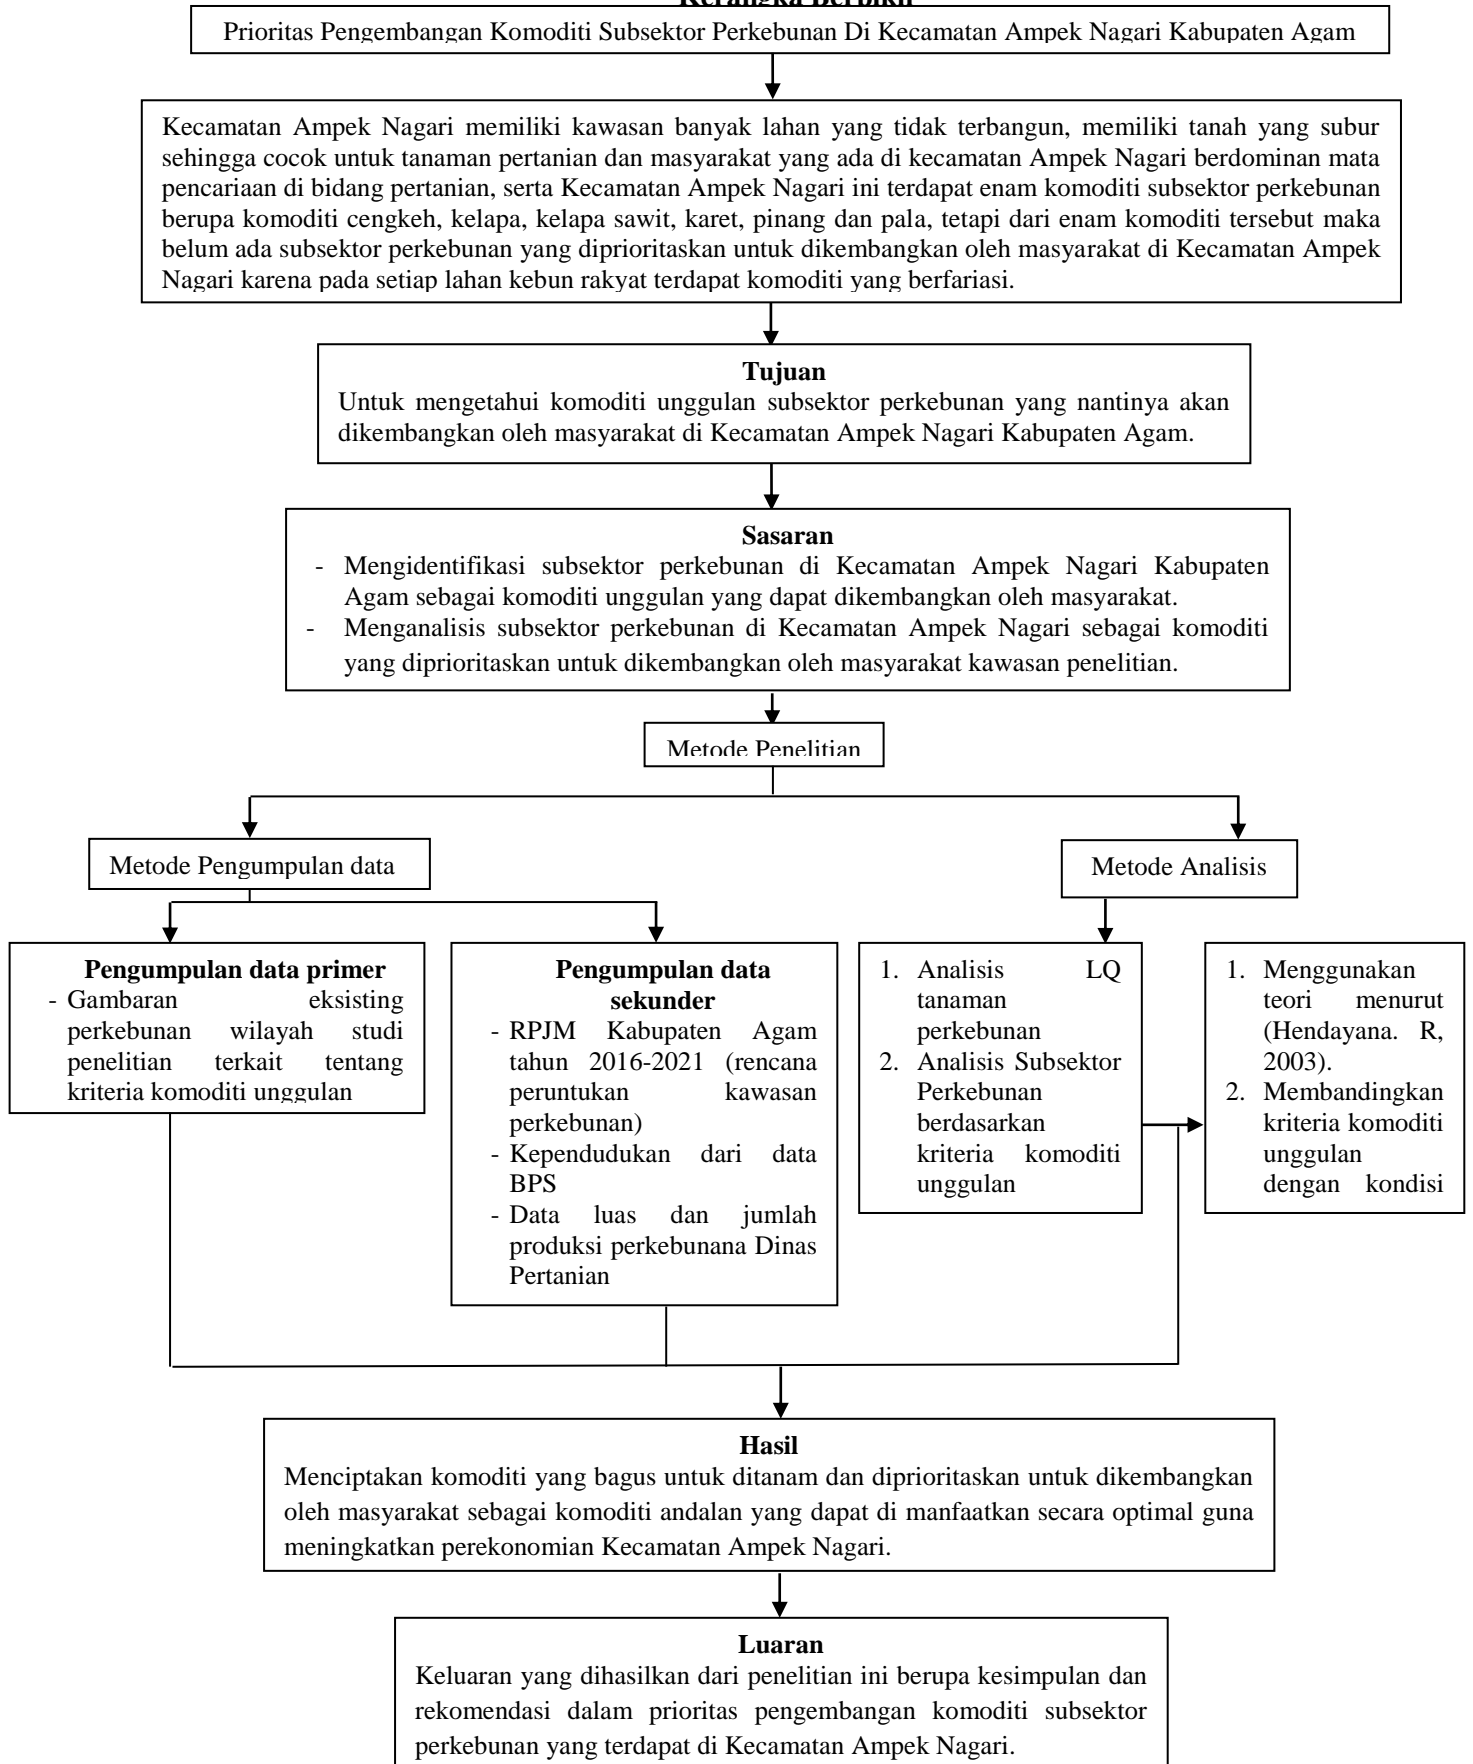 Kerangka Berpikir
Prioritas Pengembangan Komoditi Subsektor Perkebunan Di Kecamatan Ampek Nagari Kabupaten Agam
Kecamatan Ampek Nagari memiliki kawasan banyak lahan yang tidak terbangun, memiliki tanah yang subur
sehingga cocok untuk tanaman pertanian dan masyarakat yang ada di kecamatan Ampek Nagari berdominan mata
pencariaan di bidang pertanian, serta Kecamatan Ampek Nagari ini terdapat enam komoditi subsektor perkebunan
berupa komoditi cengkeh, kelapa, kelapa sawit, karet, pinang dan pala, tetapi dari enam komoditi tersebut maka
belum ada subsektor perkebunan yang diprioritaskan untuk dikembangkan oleh masyarakat di Kecamatan Ampek
Nagari karena pada setiap lahan kebun rakyat terdapat komoditi yang berfariasi.
Tujuan
Untuk mengetahui komoditi unggulan subsektor perkebunan yang nantinya akan
dikembangkan oleh masyarakat di Kecamatan Ampek Nagari Kabupaten Agam.
Sasaran
- Mengidentifikasi subsektor perkebunan di Kecamatan Ampek Nagari Kabupaten
Agam sebagai komoditi unggulan yang dapat dikembangkan oleh masyarakat.
- Menganalisis subsektor perkebunan di Kecamatan Ampek Nagari sebagai komoditi
yang diprioritaskan untuk dikembangkan oleh masyarakat kawasan penelitian.
Metode Penelitian
Metode Pengumpulan data
Metode Analisis
Pengumpulan data primer
- Gambaran eksisting
perkebunan wilayah studi
penelitian terkait tentang
kriteria komoditi unggulan
Pengumpulan data
sekunder
- RPJM Kabupaten Agam
tahun 2016-2021 (rencana
peruntukan kawasan
perkebunan)
- Kependudukan dari data
BPS
- Data luas dan jumlah
produksi perkebunana Dinas
Pertanian
1. Analisis LQ
tanaman
perkebunan
2. Analisis Subsektor
Perkebunan
berdasarkan
kriteria komoditi
unggulan
1. Menggunakan
teori menurut
(Hendayana. R,
2003).
2. Membandingkan
kriteria komoditi
unggulan
dengan kondisi
Hasil
Menciptakan komoditi yang bagus untuk ditanam dan diprioritaskan untuk dikembangkan
oleh masyarakat sebagai komoditi andalan yang dapat di manfaatkan secara optimal guna
meningkatkan perekonomian Kecamatan Ampek Nagari.
Luaran
Keluaran yang dihasilkan dari penelitian ini berupa kesimpulan dan
rekomendasi dalam prioritas pengembangan komoditi subsektor
perkebunan yang terdapat di Kecamatan Ampek Nagari.